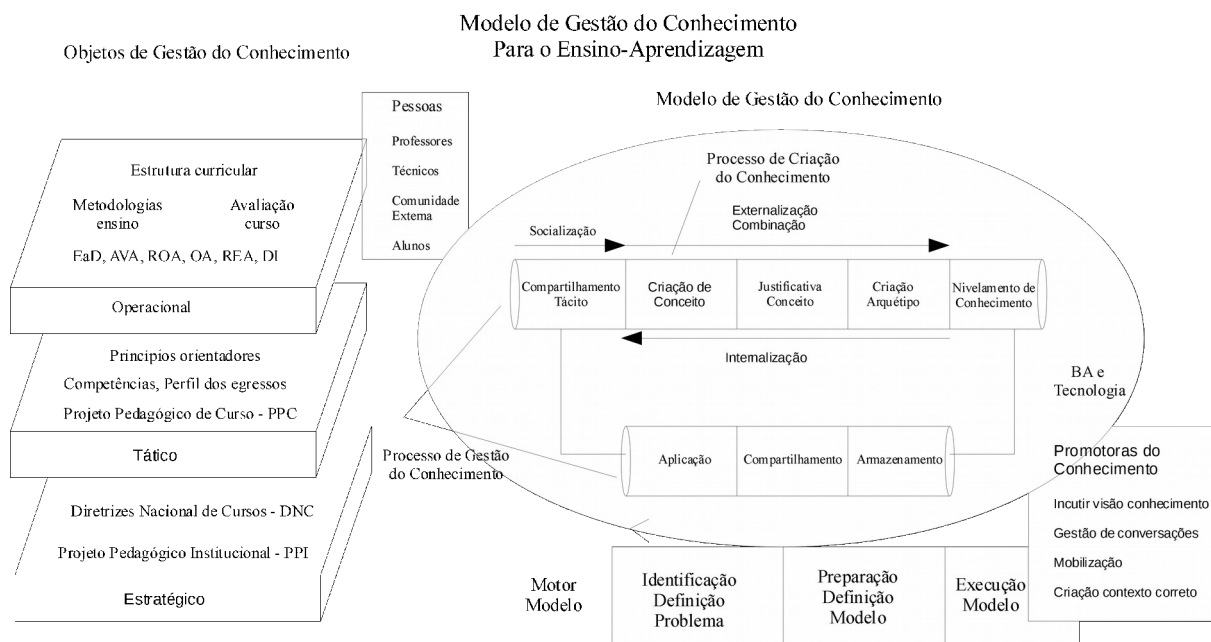 Modelo de Gestão do Conhecimento
Para o Ensino-Aprendizagem
Objetos de Gestão do Conhecimento
Pessoas
Professores
Técnicos
Comunidade
Externa
Alunos
Estrutura curricular
Metodologias
ensino
Avaliação
curso
EaD, AVA, ROA, OA, REA, DI
Operacional
Principios orientadores
Competências, Perfil dos egressos
Projeto Pedagógico de Curso - PPC
Tático
Diretrizes Nacional de Cursos - DNC
Projeto Pedagógico Institucional - PPI
Estratégico
Modelo de Gestão do Conhecimento
Processo de Criação
do Conhecimento
Socialização
Externalização
Combinação
Compartilhamento
Tácito
Criação de
Conceito
Justificativa
Conceito
Criação
Arquétipo
Nivelamento de
Conhecimento
Internalização
BA e
Tecnologia
Processo de Gestão
do Conhecimento
Aplicação
Compartilhamento
Armazenamento
Promotoras do
Conhecimento
Incutir visão conhecimento
Gestão de conversações
Mobilização
Criação contexto correto
Motor
Modelo
Identificação
Definição
Problema
Preparação
Definição
Modelo
Execução
Modelo